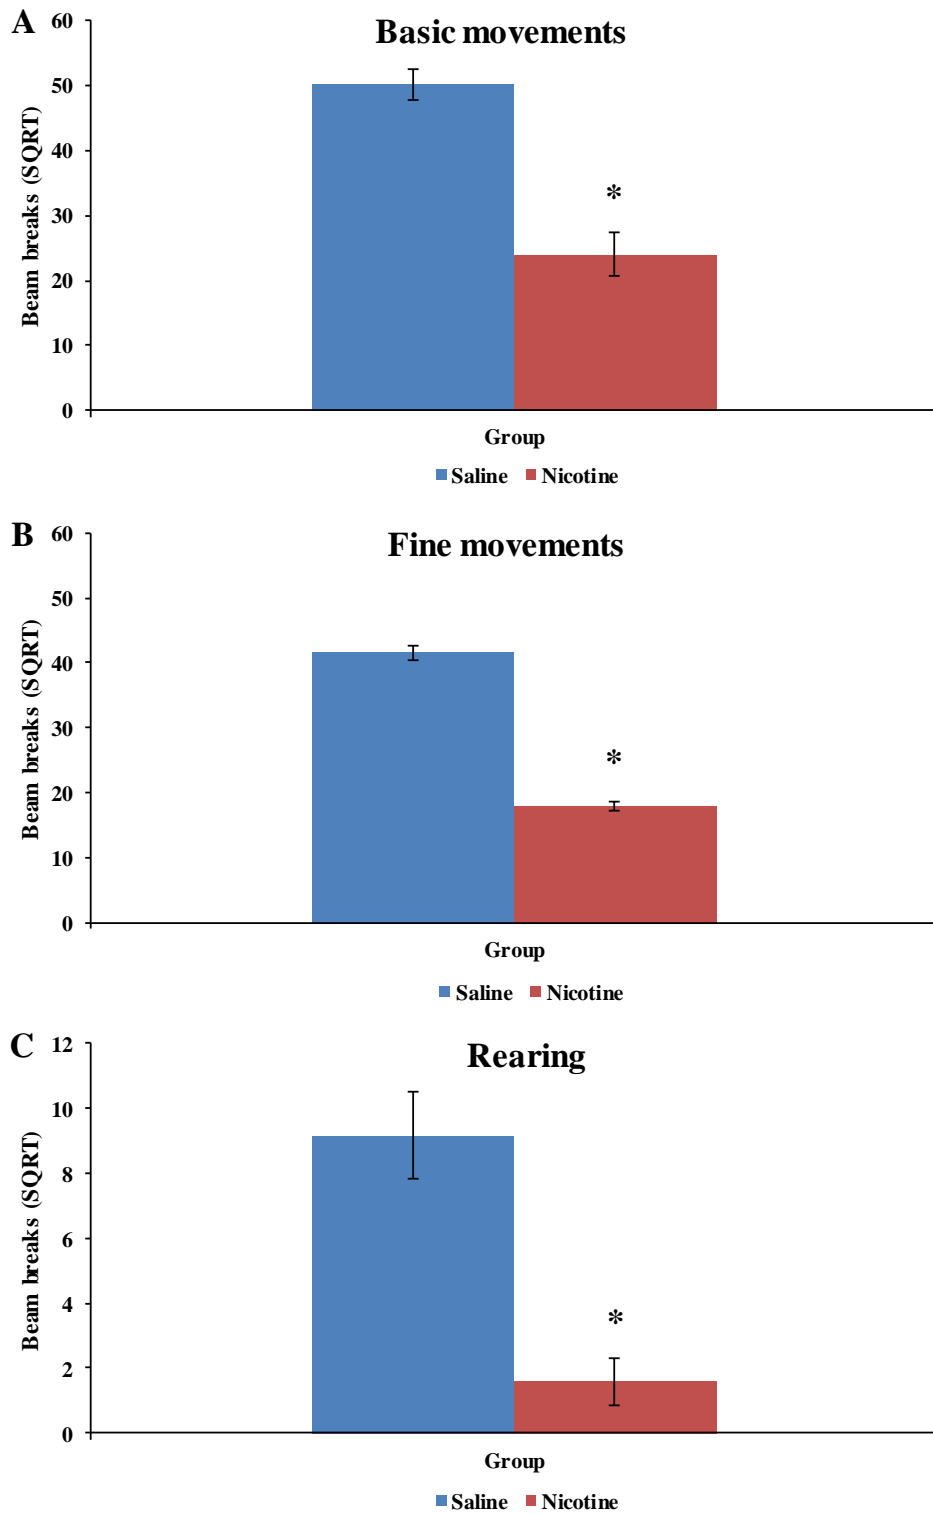 A
Basic movements
60
50
40
30
20
10
0
Beam breaks (SQRT)
*
Group
Saline Nicotine
B
Fine movements
60
50
40
30
20
10
0
Beam breaks (SQRT)
*
Group
Saline Nicotine
C
Rearing
12
10
8
6
4
2
0
Beam breaks (SQRT)
*
Group
Saline Nicotine